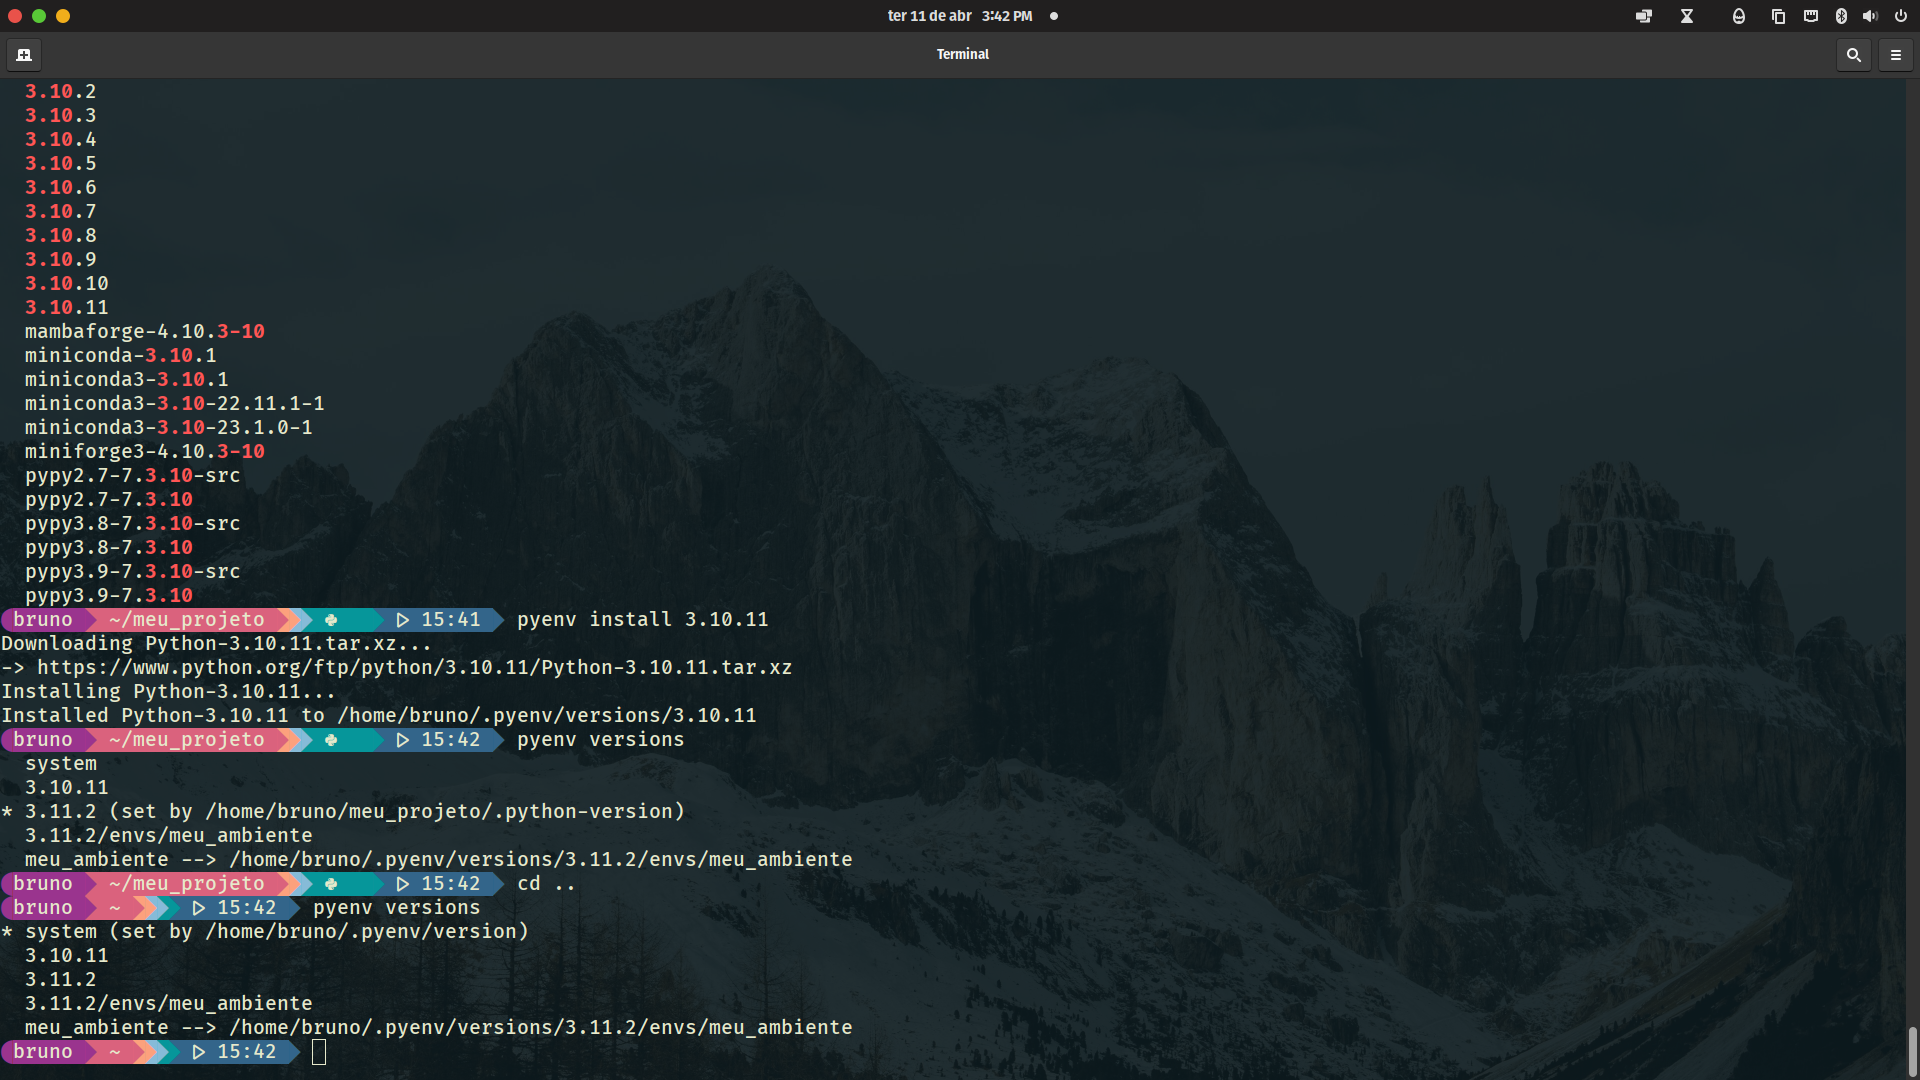 ter 11 de abr 3:42 PM
Terminal
3.10.2
3.10.3
3.10.4
3.10.5
3.10.6
3.10.7
3.10.8
3.10.9
3.10.10
3.10.11
mambaforge-4.10.3-10
miniconda-3.10.1
miniconda3-3.10.1
miniconda3-3.10-22.11.1-1
miniconda3-3.10-23.1.0-1
miniforge3-4.10.3-10
pypy2.7-7.3.10-src
pypy2.7-7.3.10
pypy3.8-7.3.10-src
pypy3.8-7.3.10
pypy3.9-7.3.10-src
pypy3.9-7.3.10
bruno ~/meu_projeto 15:41 pyenv install 3.10.11
Downloading Python-3.10.11.tar.xz...
-> https://www.python.org/ftp/python/3.10.11/Python-3.10.11.tar.xz
Installing Python-3.10.11...
Installed Python-3.10.11 to /home/bruno/.pyenv/versions/3.10.11
bruno ~/meu_projeto 15:42 pyenv versions
system
3.10.11
* 3.11.2 (set by /home/bruno/meu_projeto/.python-version)
3.11.2/envs/meu_ambiente
meu_ambiente --> /home/bruno/.pyenv/versions/3.11.2/envs/meu_ambiente
bruno ~/meu_projeto 15:42 cd ..
bruno ~ 15:42 pyenv versions
* system (set by /home/bruno/.pyenv/version)
3.10.11
3.11.2
3.11.2/envs/meu_ambiente
meu_ambiente --> /home/bruno/.pyenv/versions/3.11.2/envs/meu_ambiente
bruno ~ 15:42